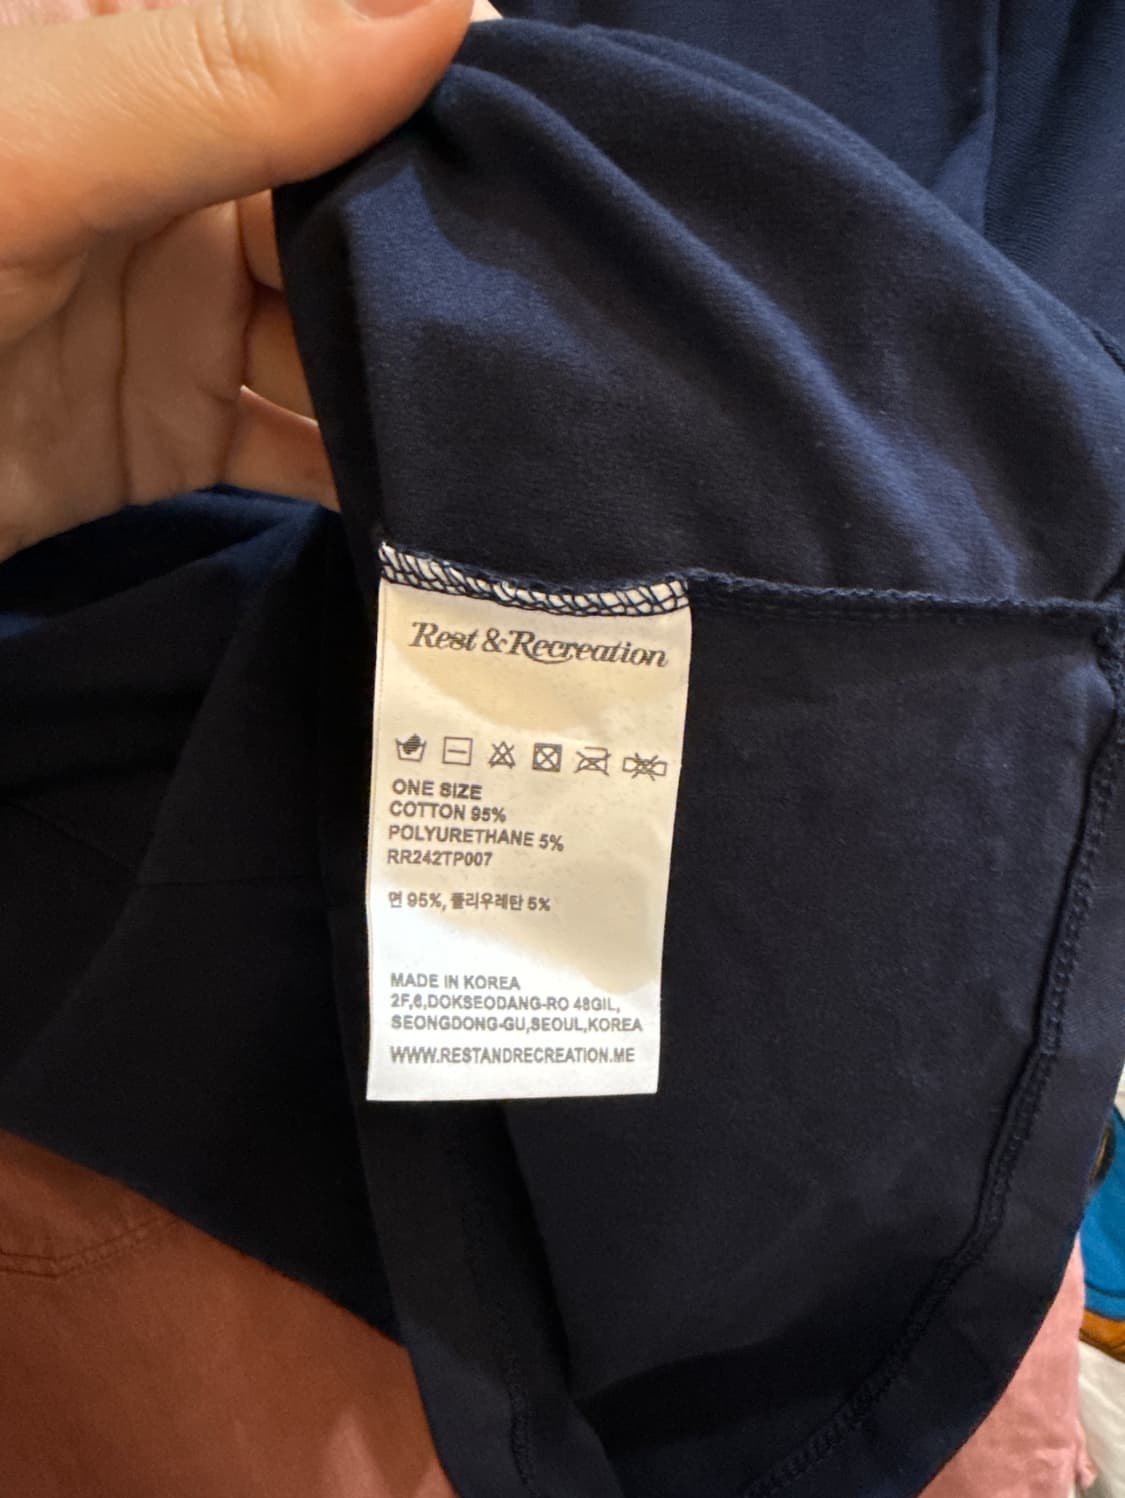 Rest & Recreation
ONE SIZE
COTTON 95%
POLYURETHANE 5%
RR242TP007
면 95%, 폴리우레탄 5%
MADE IN KOREA
2F,6,DOKSEODANG-RO 48GIL,
SEONGDONG-GU,SEOUL,KOREA
WWW.RESTANDRECREATION.ME